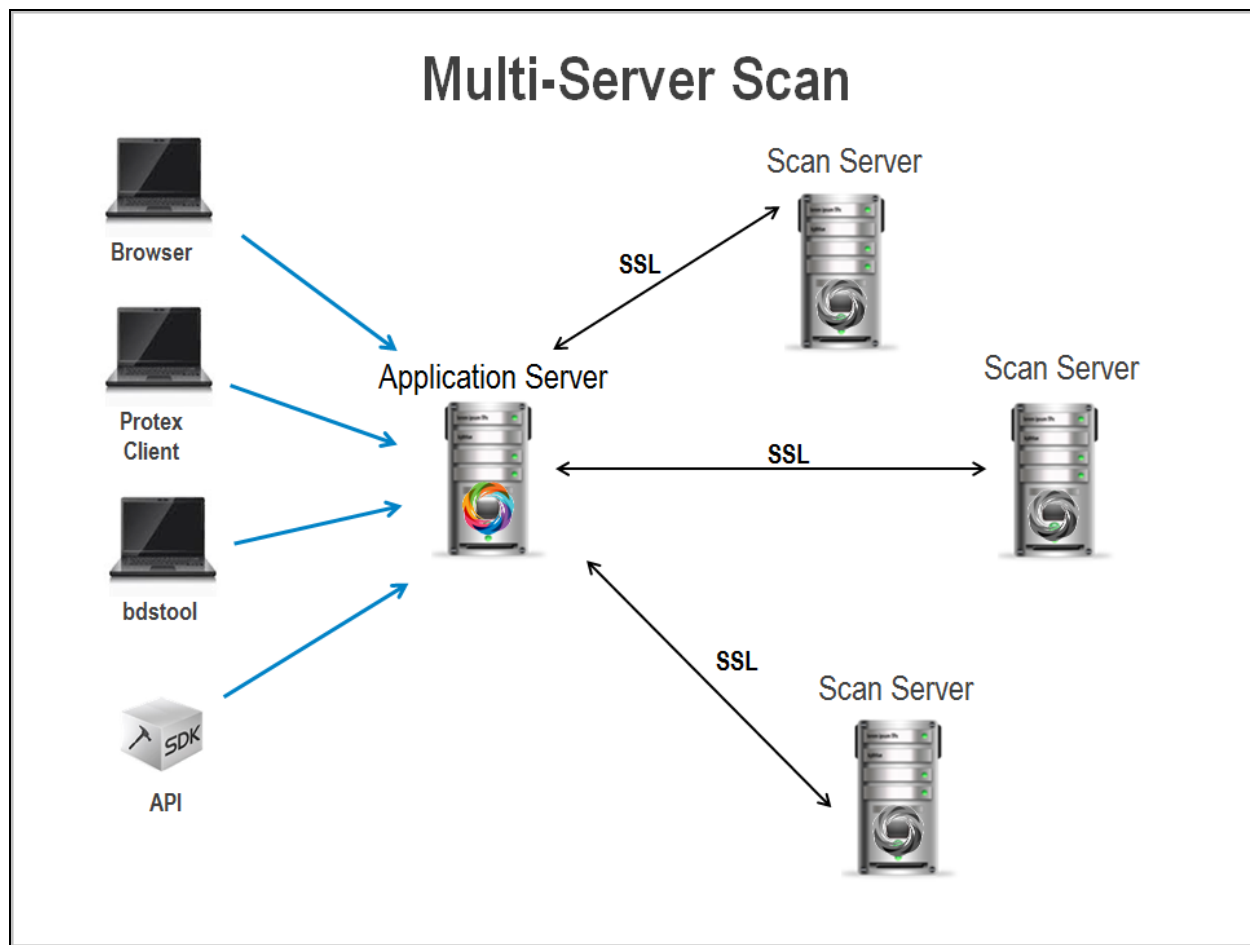 Multi-Server Scan
Browser
Protex
Client
bdstool
SDK
API
Application Server
SSL
Scan Server
SSL
Scan Server
SSL
Scan Server